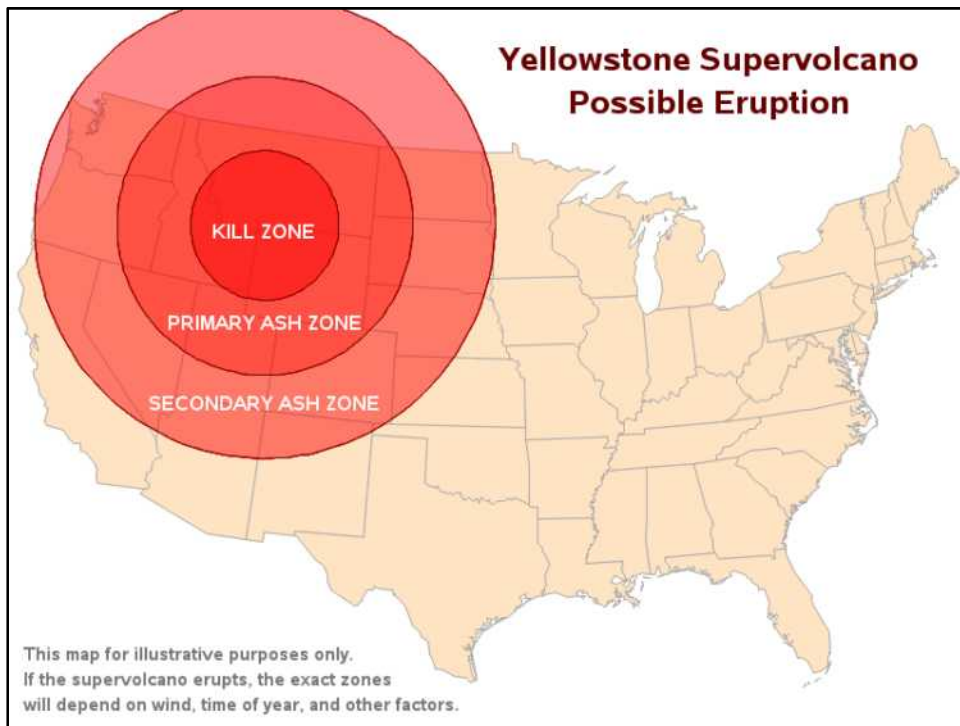 Yellowstone Supervolcano
Possible Eruption
KILL ZONE
PRIMARY ASH ZONE
SECONDARY ASH ZONE
This map for illustrative purposes only.
If the supervolcano erupts, the exact zones
will depend on wind, time of year, and other factors.